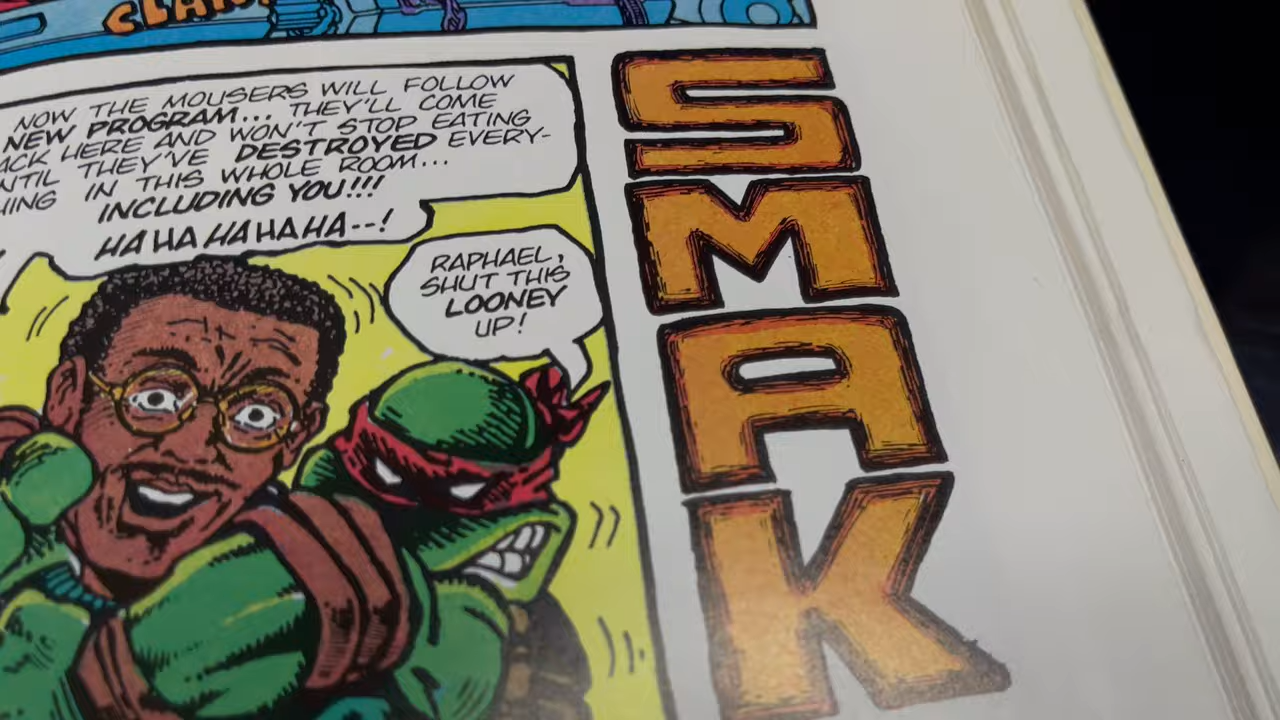 CLAN
NOW THE MOUSERS WILL FOLLOW
NEW PROGRAM... THEY'LL COME
ACK HERE AND WON'T STOP EATING
NTIL THEY'VE DESTROYED EVERY-
HING IN THIS WHOLE ROOM...
INCLUDING YOU!!!
HA HA HA HA HA HA--!
RAPHAEL,
SHUT THIS
LOONEY
UP!
SMAK